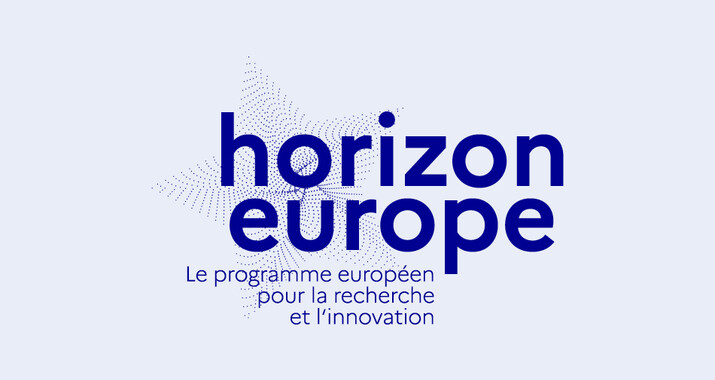 horizon
europe
Le programme européen
pour la recherche
et l'innovation